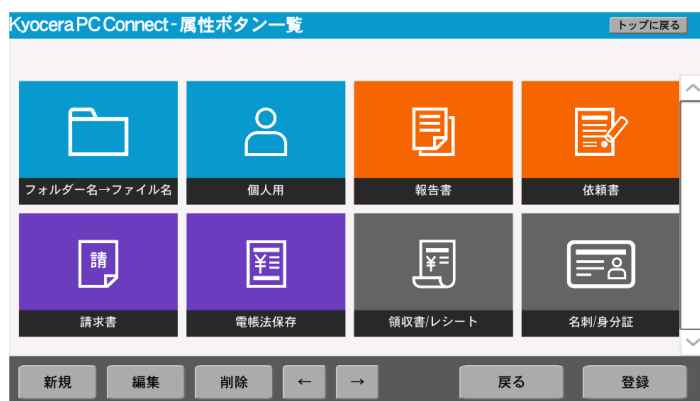 Kyocera PC Connect - 属性ボタン一覧
トップに戻る
フォルダー名→ファイル名
個人用
報告書
依頼書
請
¥
¥
請求書
電帳法保存
領収書/レシート
名刺/身分証
新規
編集
削除
←
→
戻る
登録